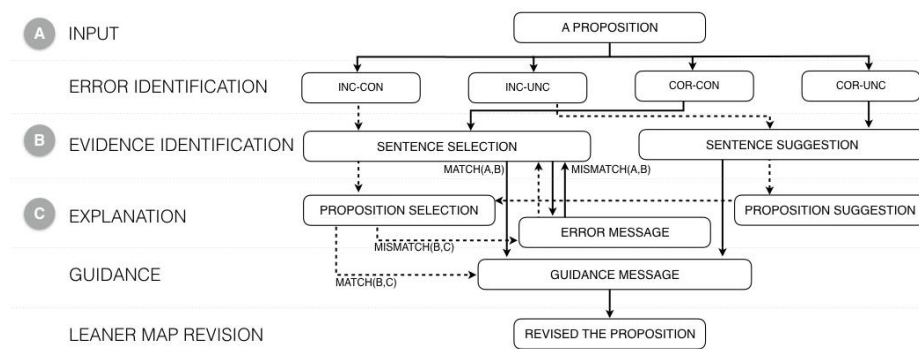 A INPUT A PROPOSITION
ERROR IDENTIFICATION INC-CON INC-UNC COR-CON COR-UNC
B EVIDENCE IDENTIFICATION SENTENCE SELECTION SENTENCE SUGGESTION
MATCH(A,B) MISMATCH(A,B)
C EXPLANATION PROPOSITION SELECTION PROPOSITION SUGGESTION
ERROR MESSAGE
MISMATCH(B,C)
GUIDANCE GUIDANCE MESSAGE
MATCH(B,C)
LEANER MAP REVISION REVISED THE PROPOSITION